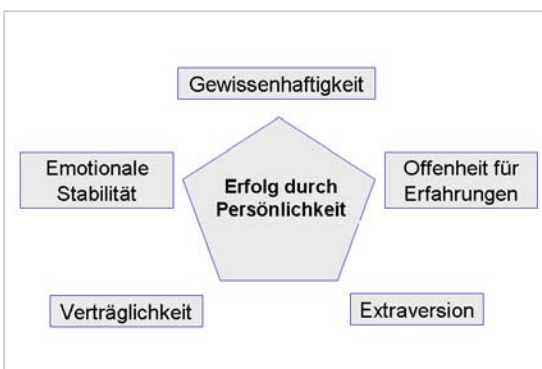 Gewissenhaftigkeit
Emotionale
Stabilität
Erfolg durch
Persönlichkeit
Offenheit für
Erfahrungen
Verträglichkeit
Extraversion